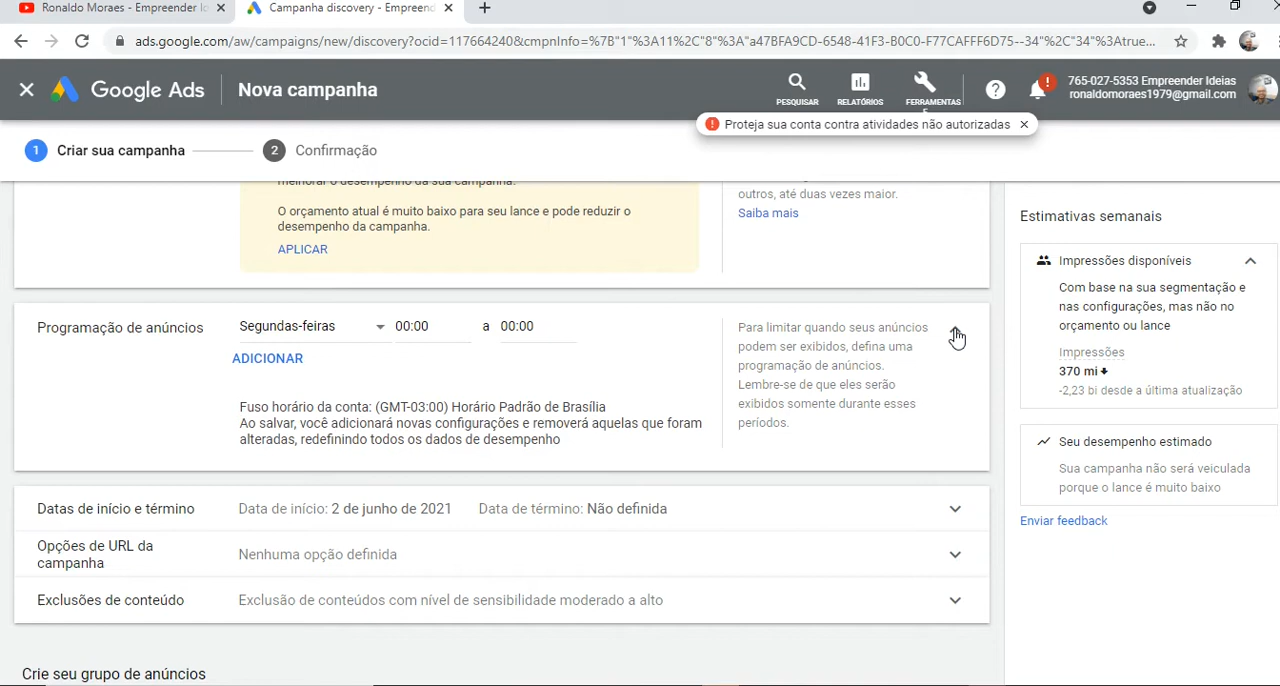 Ronaldo Moraes - Empreender Id
Campanha discovery - Empreend
ads.google.com/aw/campaigns/new/discovery?ocid=117664240&cmpnInfo=%7B"1"%3A11%2C"8"%3A"a47BFA9CD-6548-41F3-B0C0-F77CAFFF6D75--34"%2C"34"%3Atrue...
Google Ads
Nova campanha
PESQUISAR
RELATÓRIOS
FERRAMENTAS
765-027-5353 Empreender Ideias
ronaldomoraes1979@gmail.com
Proteja sua conta contra atividades não autorizadas
1 Criar sua campanha
2 Confirmação
melhorar o desempenho da sua campanha.
O orçamento atual é muito baixo para seu lance e pode reduzir o
desempenho da campanha.
APLICAR
outros, até duas vezes maior.
Saiba mais
Programação de anúncios
Segundas-feiras
00:00 a 00:00
ADICIONAR
Fuso horário da conta: (GMT-03:00) Horário Padrão de Brasília
Ao salvar, você adicionará novas configurações e removerá aquelas que foram
alteradas, redefinindo todos os dados de desempenho
Para limitar quando seus anúncios
podem ser exibidos, defina uma
programação de anúncios.
Lembre-se de que eles serão
exibidos somente durante esses
períodos.
Datas de início e término
Data de início: 2 de junho de 2021
Data de término: Não definida
Opções de URL da
campanha
Nenhuma opção definida
Exclusões de conteúdo
Exclusão de conteúdos com nível de sensibilidade moderado a alto
Crie seu grupo de anúncios
Estimativas semanais
Impressões disponíveis
Com base na sua segmentação e
nas configurações, mas não no
orçamento ou lance
Impressões
370 mi
-2,23 bi desde a última atualização
Seu desempenho estimado
Sua campanha não será veiculada
porque o lance é muito baixo
Enviar feedback